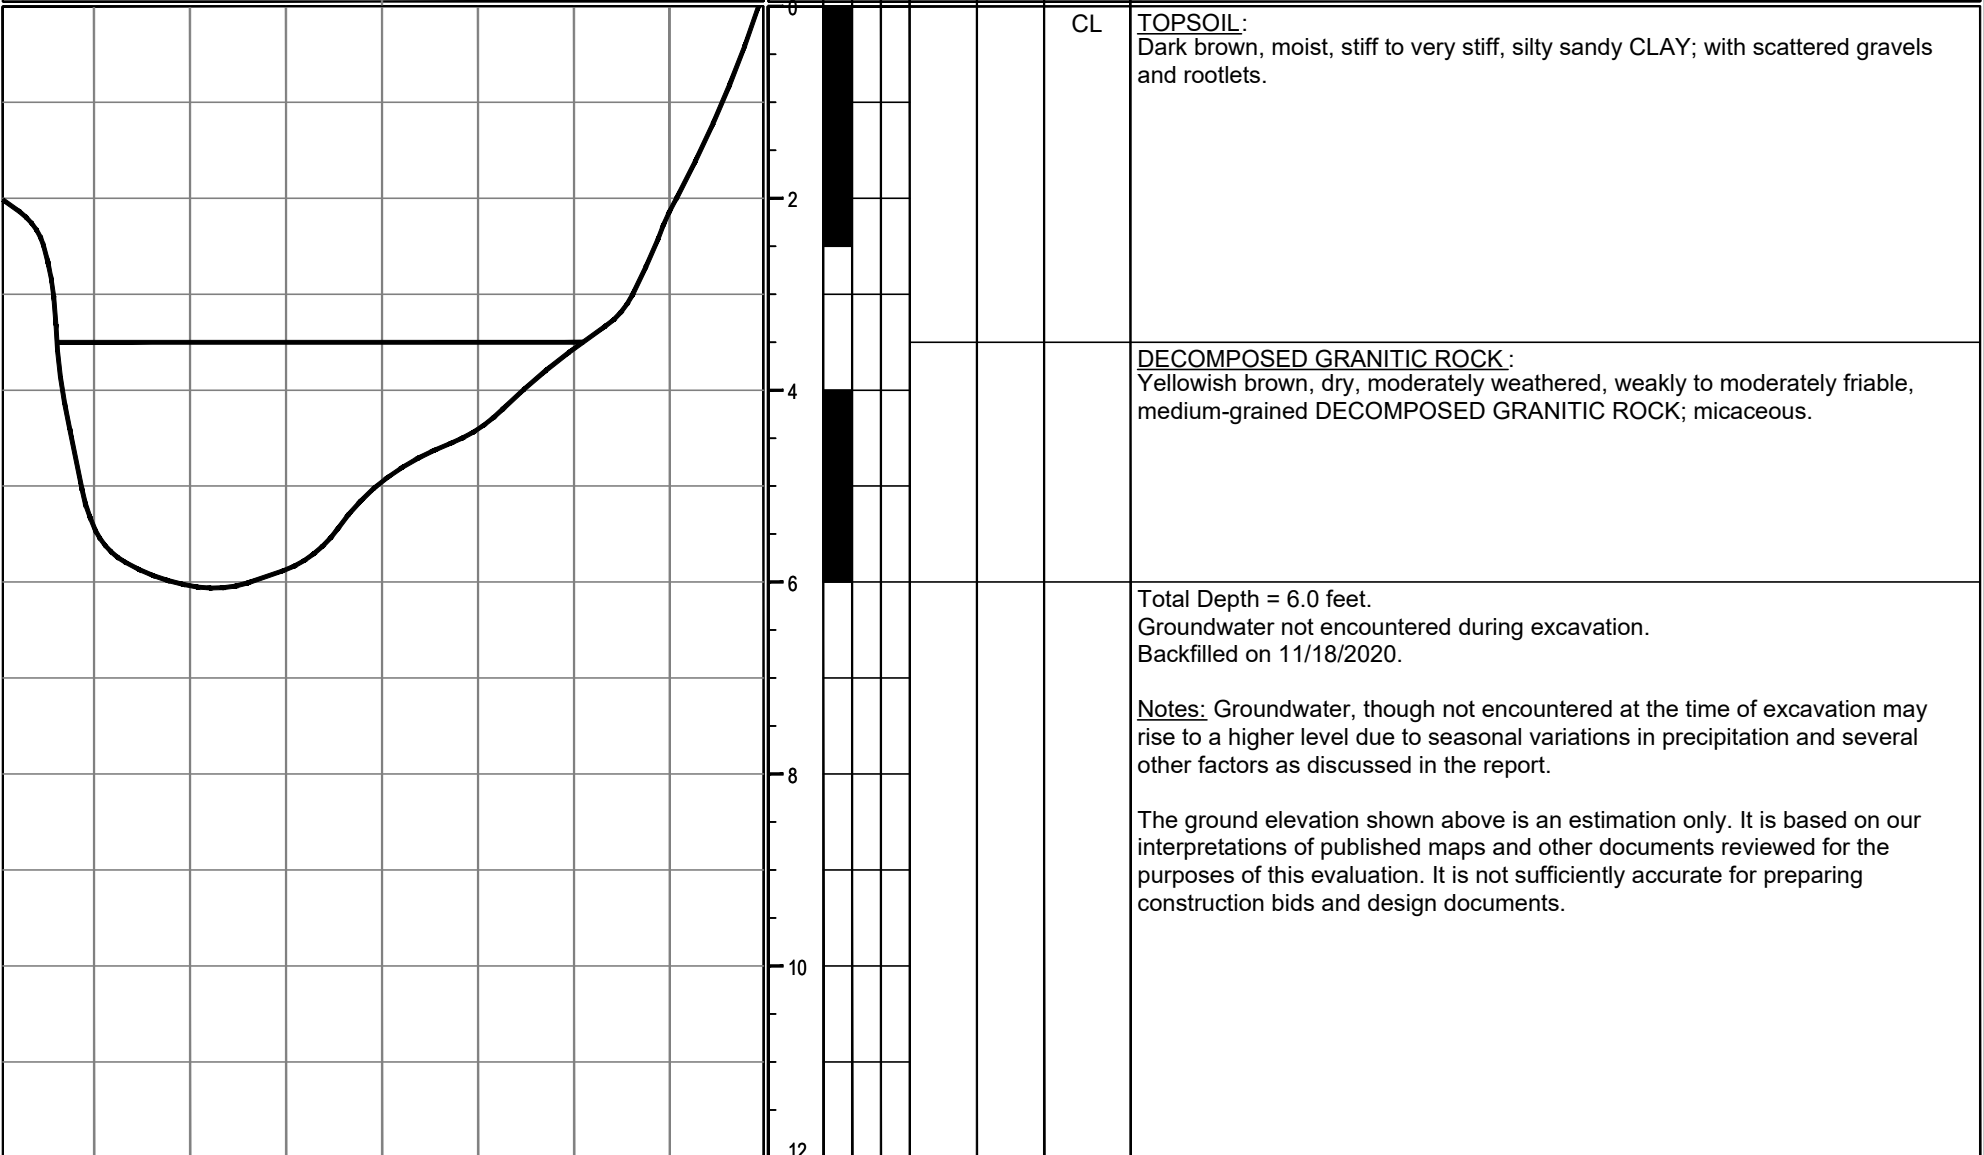 0
2
4
6
8
10
12
CL
TOPSOIL:
Dark brown, moist, stiff to very stiff, silty sandy CLAY; with scattered gravels
and rootlets.
DECOMPOSED GRANITIC ROCK :
Yellowish brown, dry, moderately weathered, weakly to moderately friable,
medium-grained DECOMPOSED GRANITIC ROCK; micaceous.
Total Depth = 6.0 feet.
Groundwater not encountered during excavation.
Backfilled on 11/18/2020.
Notes: Groundwater, though not encountered at the time of excavation may
rise to a higher level due to seasonal variations in precipitation and several
other factors as discussed in the report.
The ground elevation shown above is an estimation only. It is based on our
interpretations of published maps and other documents reviewed for the
purposes of this evaluation. It is not sufficiently accurate for preparing
construction bids and design documents.